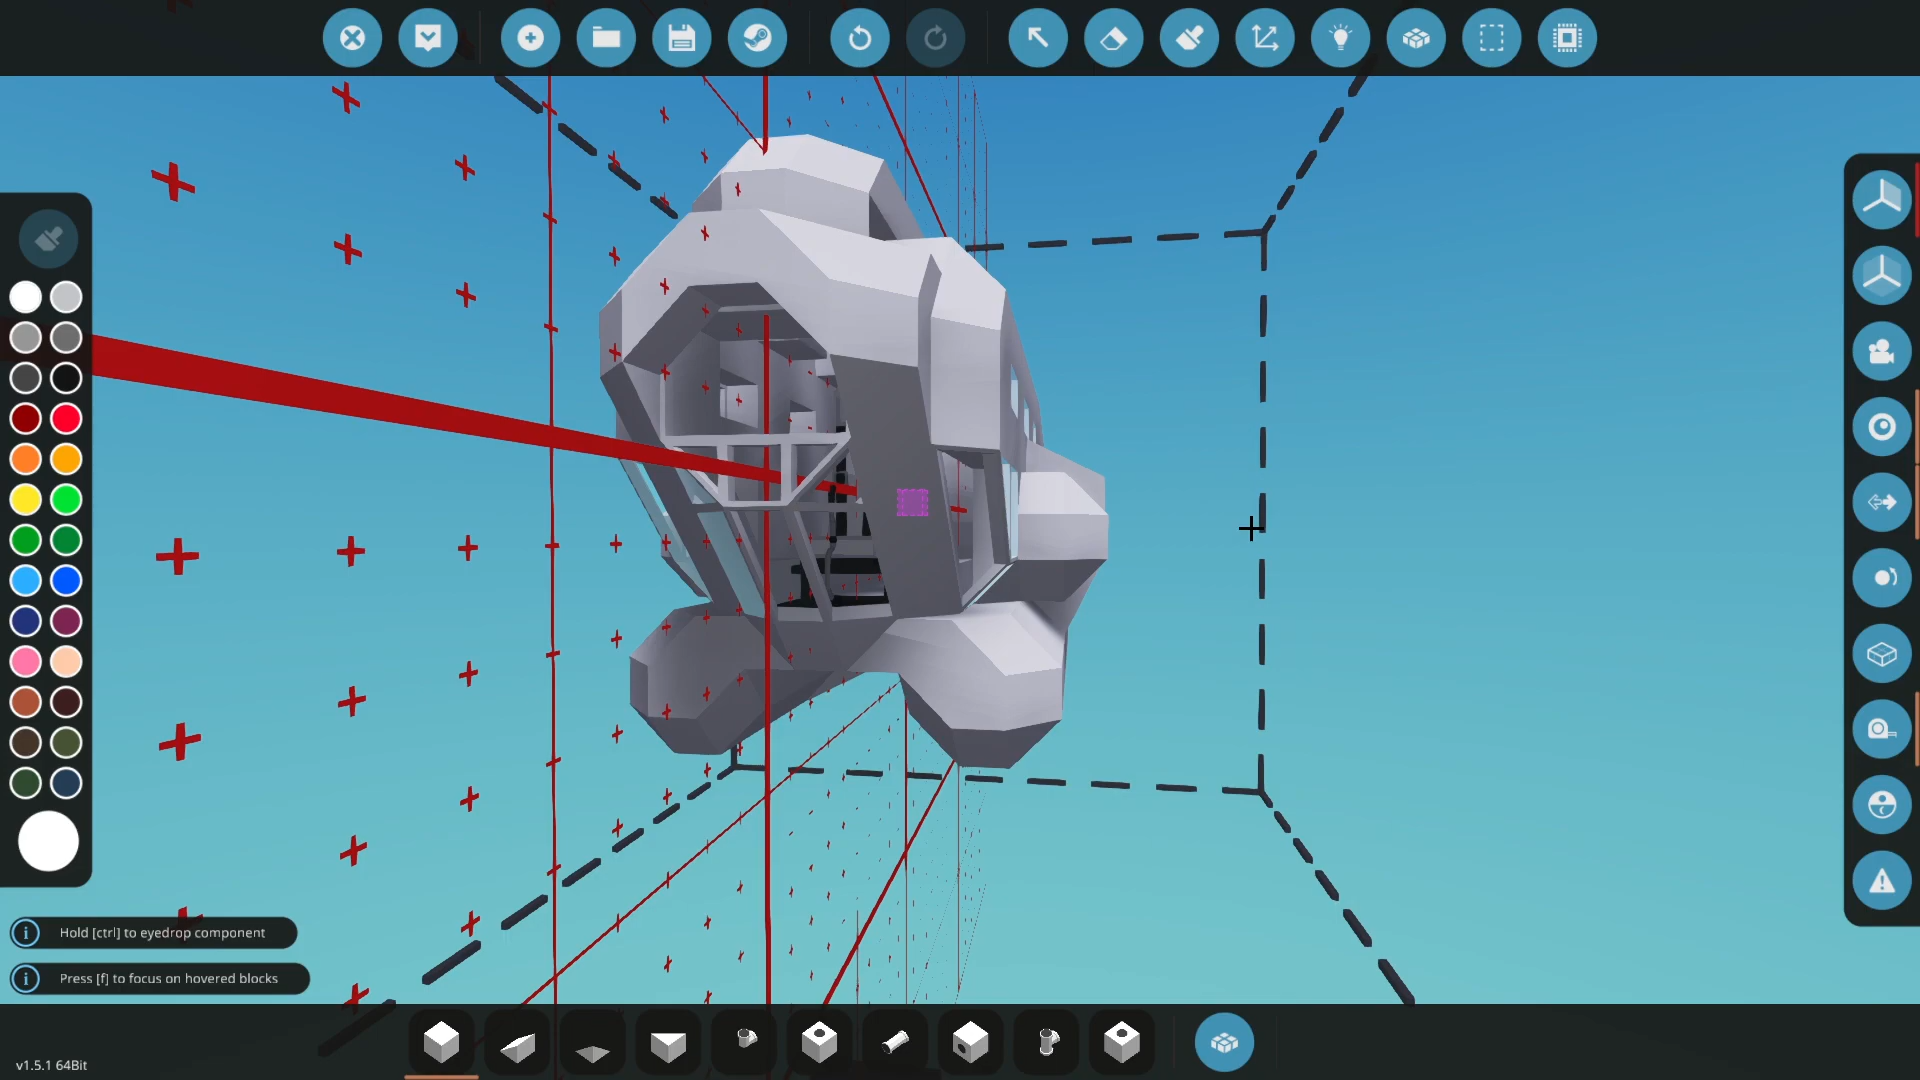 Hold [ctrl] to eyedrop component
Press [f] to focus on hovered blocks
v1.5.1 64Bit